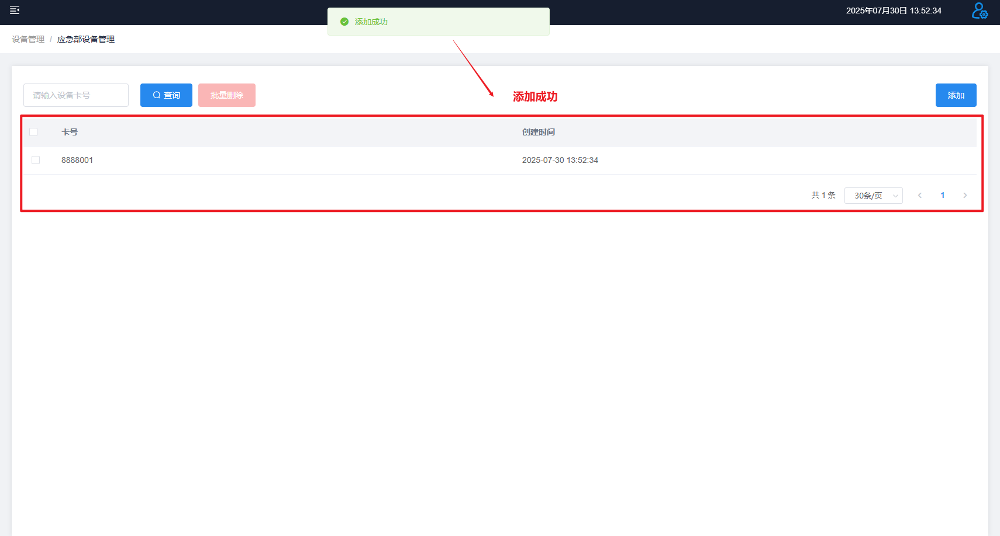 2025年07月30日 13:52:34
添加成功
设备管理 / 应急部设备管理
请输入设备卡号
查询
批量删除
添加成功
添加
卡号
创建时间
8888001
2025-07-30 13:52:34
共 1 条
30条/页
1